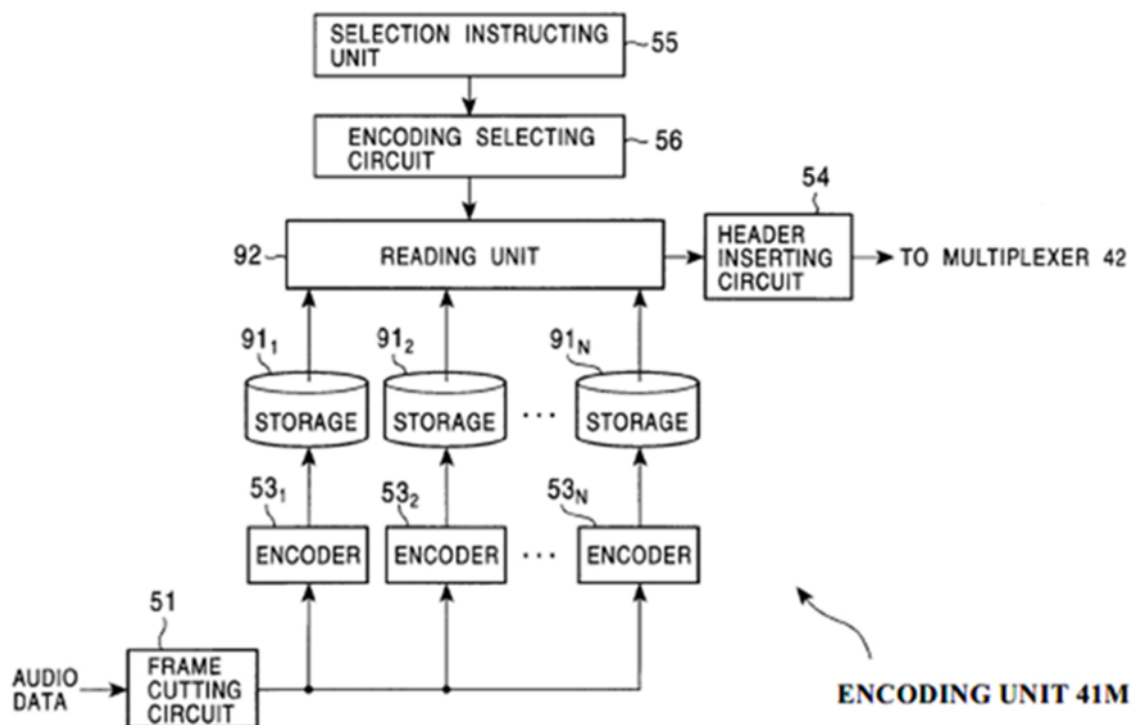 SELECTION INSTRUCTING
UNIT
55
ENCODING SELECTING
CIRCUIT
56
54
92
READING UNIT
HEADER
INSERTING
CIRCUIT
TO MULTIPLEXER 42
91₁
91₂
91N
STORAGE
STORAGE
...
STORAGE
53₁
53₂
53N
ENCODER
ENCODER
...
ENCODER
51
AUDIO
DATA
FRAME
CUTTING
CIRCUIT
ENCODING UNIT 41M